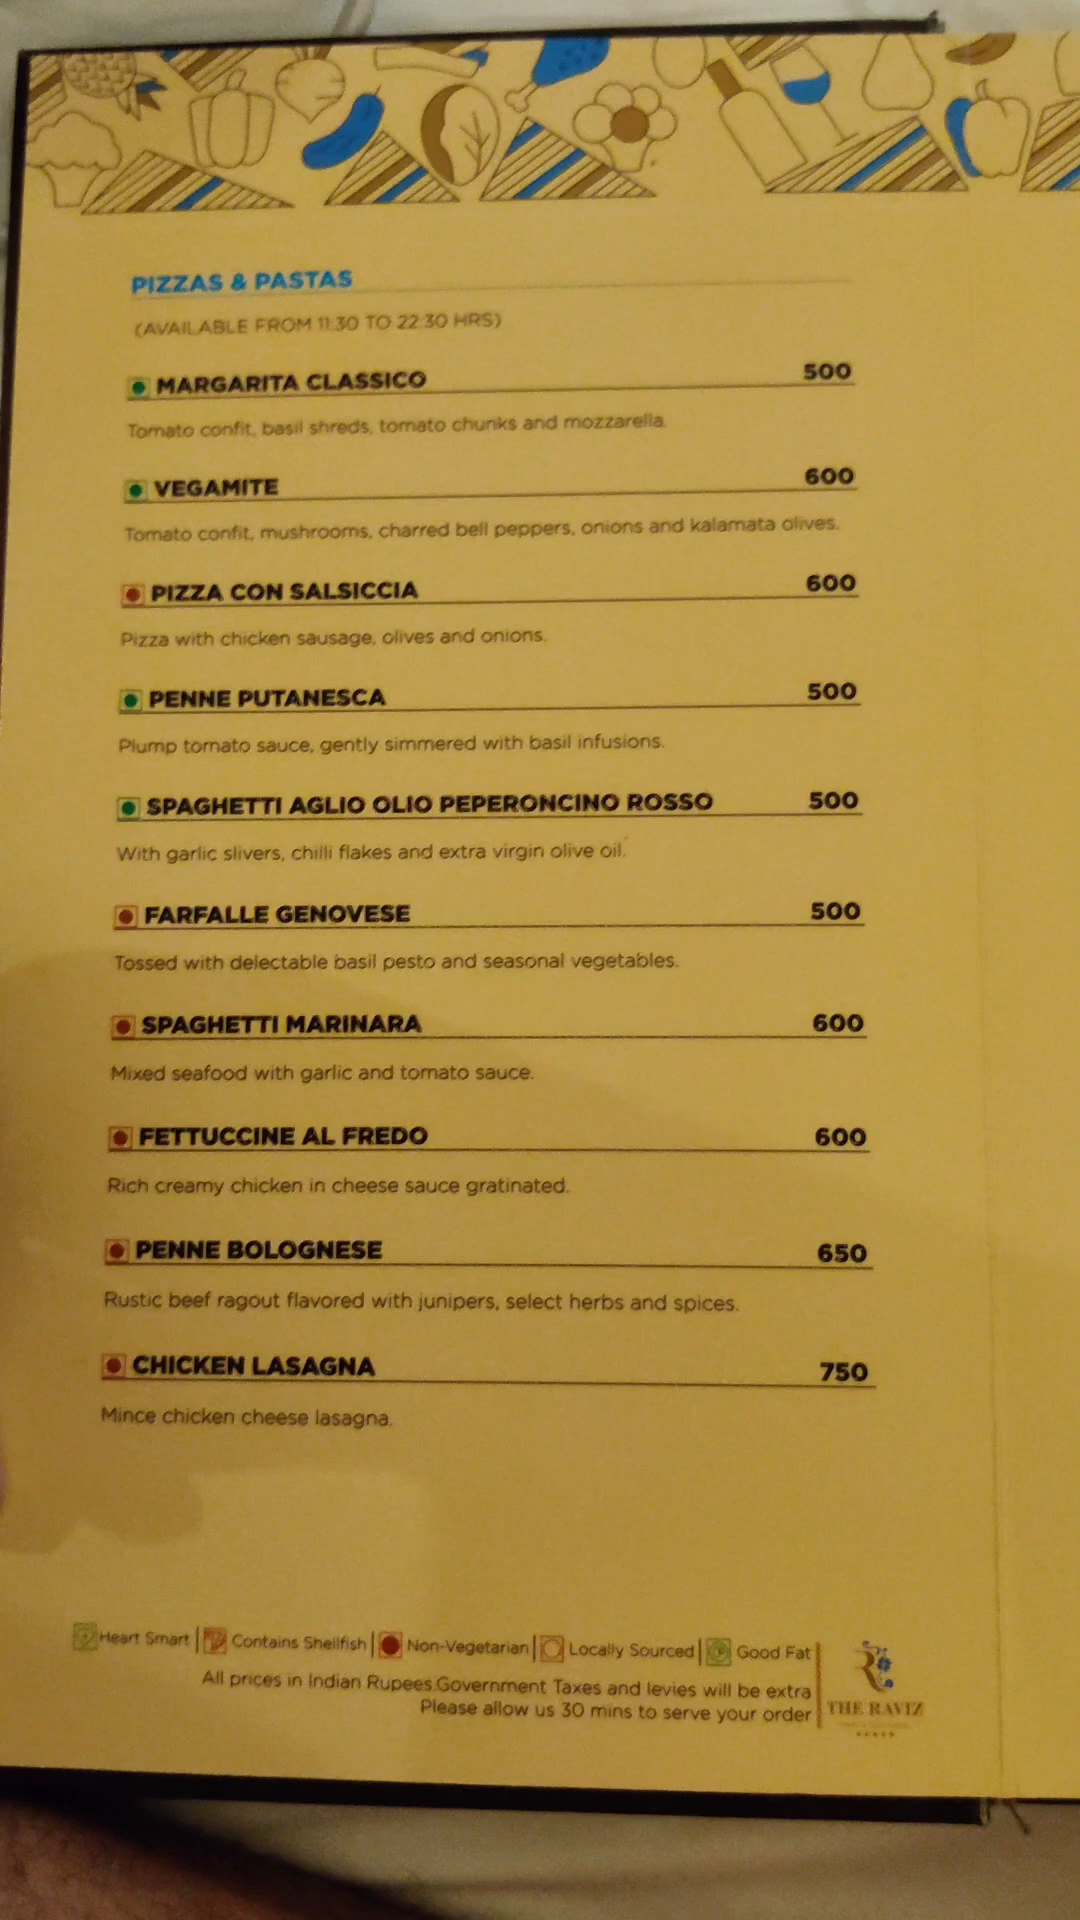 PIZZAS & PASTAS
(AVAILABLE FROM 11:30 TO 22:30 HRS)
MARGARITA CLASSICO 500
Tomato confit, basil shreds, tomato chunks and mozzarella.
VEGAMITE 600
Tomato confit, mushrooms, charred bell peppers, onions and kalamata olives.
PIZZA CON SALSICCIA 600
Pizza with chicken sausage, olives and onions.
PENNE PUTANESCA 500
Plump tomato sauce, gently simmered with basil infusions.
SPAGHETTI AGLIO OLIO PEPERONCINO ROSSO 500
With garlic slivers, chilli flakes and extra virgin olive oil.
FARFALLE GENOVESE 500
Tossed with delectable basil pesto and seasonal vegetables.
SPAGHETTI MARINARA 600
Mixed seafood with garlic and tomato sauce.
FETTUCCINE AL FREDO 600
Rich creamy chicken in cheese sauce gratinated.
PENNE BOLOGNESE 650
Rustic beef ragout flavored with junipers, select herbs and spices.
CHICKEN LASAGNA 750
Mince chicken cheese lasagna.
Heart Smart | Contains Shellfish | Non-Vegetarian | Locally Sourced | Good Fat
All prices in Indian Rupees.Government Taxes and levies will be extra
Please allow us 30 mins to serve your order
THE RAVIZ